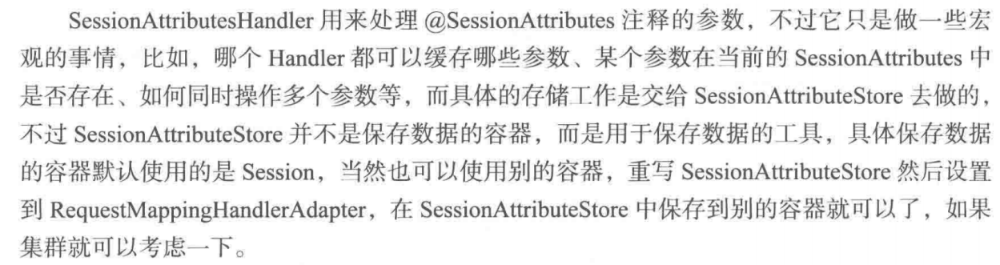 SessionAttributesHandler 用来处理 @SessionAttributes 注释的参数，不过它只是做一些宏
观的事情，比如，哪个 Handler 都可以缓存哪些参数、某个参数在当前的 SessionAttributes 中
是否存在、如何同时操作多个参数等，而具体的存储工作是交给 SessionAttributeStore 去做的，
不过 SessionAttributeStore 并不是保存数据的容器，而是用于保存数据的工具，具体保存数据
的容器默认使用的是 Session，当然也可以使用别的容器，重写 SessionAttributeStore 然后设置
到 RequestMappingHandlerAdapter，在 SessionAttributeStore 中保存到别的容器就可以了，如果
集群就可以考虑一下。